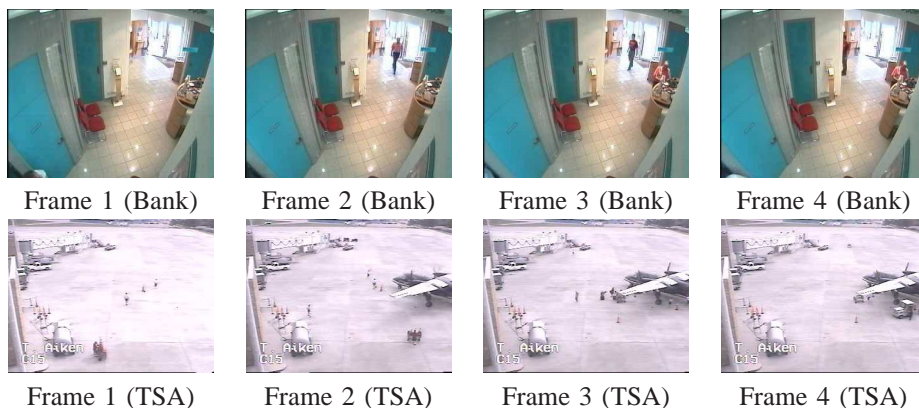 Frame 1 (Bank)
Frame 2 (Bank)
Frame 3 (Bank)
Frame 4 (Bank)
T. Aiken
C15
T. Aiken
C15
T. Aiken
C15
T. Aiken
C15
Frame 1 (TSA)
Frame 2 (TSA)
Frame 3 (TSA)
Frame 4 (TSA)